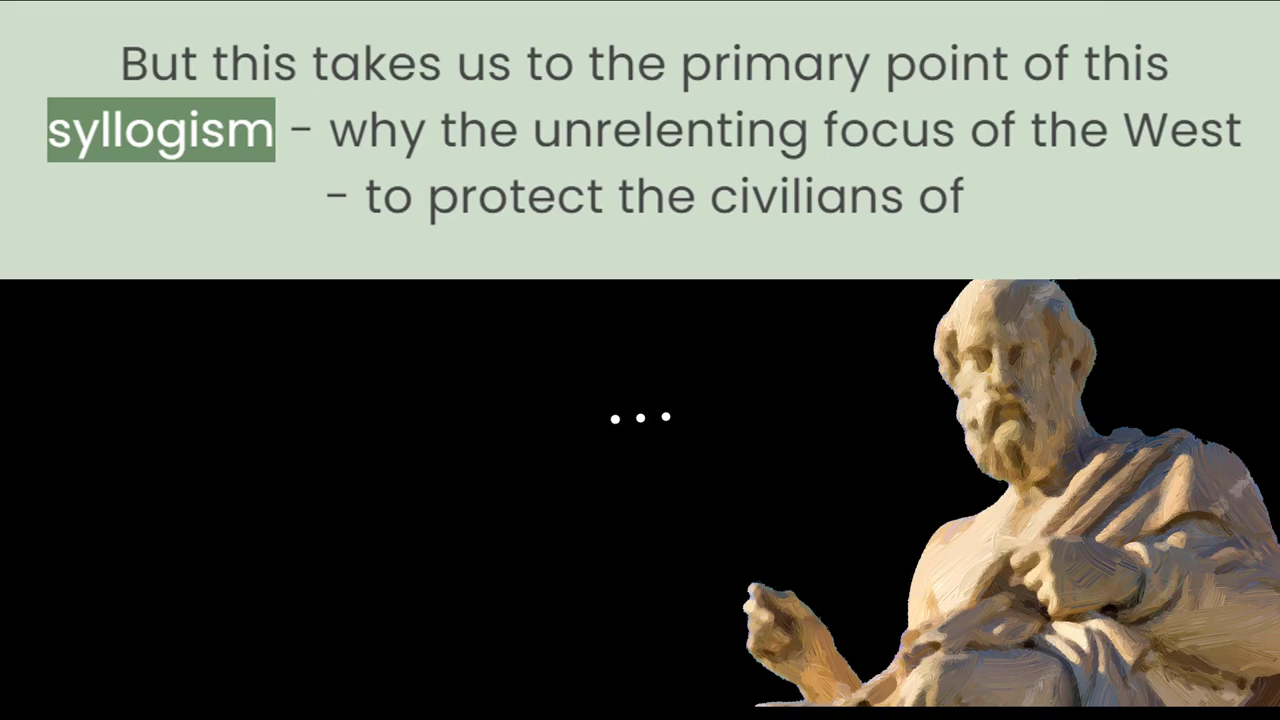 But this takes us to the primary point of this
syllogism - why the unrelenting focus of the West
- to protect the civilians of
...